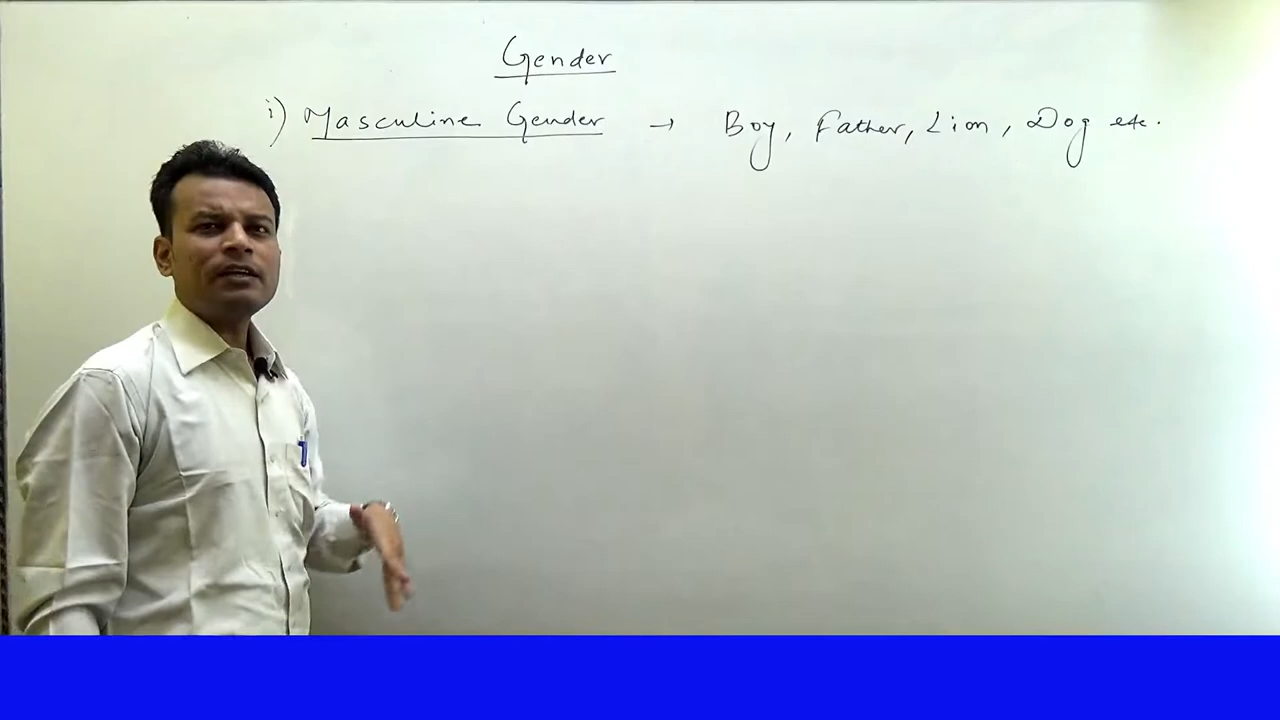 Gender
i) Masculine Gender → Boy, Father, Lion, Dog etc.